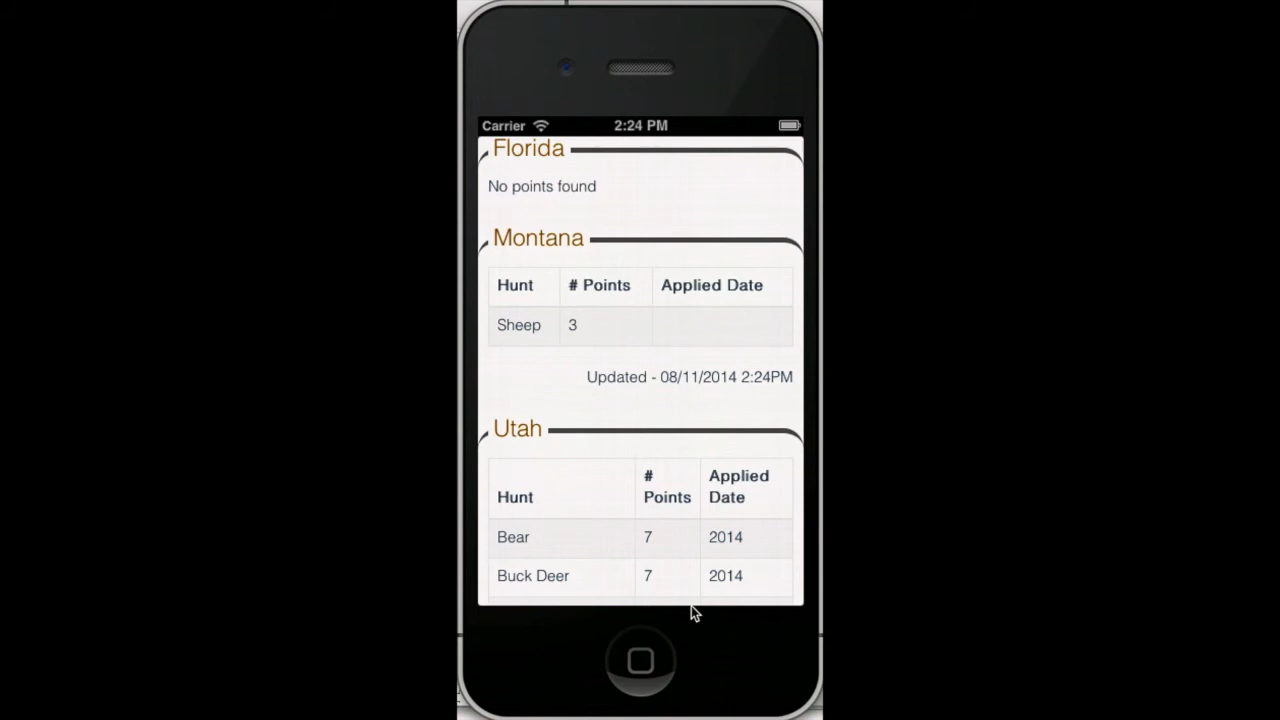 Carrier 2:24 PM
Florida
No points found
Montana
Hunt # Points Applied Date
Sheep 3
Updated - 08/11/2014 2:24PM
Utah
Hunt # Points Applied Date
Bear 7 2014
Buck Deer 7 2014